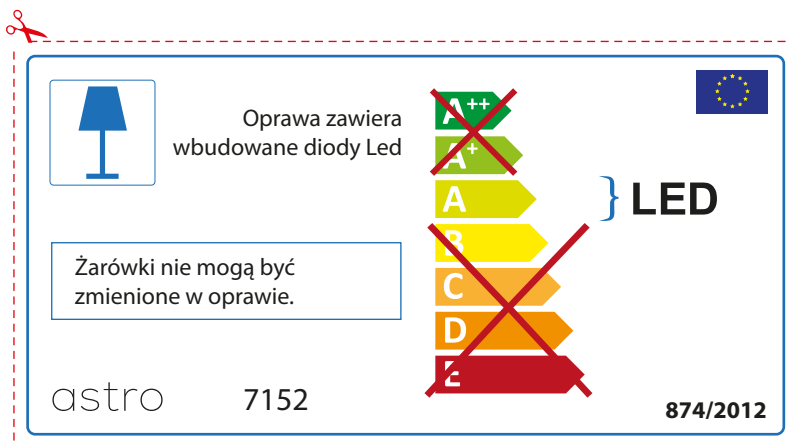 Oprawa zawiera
wbudowane diody Led
A++
A+
A
B
C
D
E
LED
Żarówki nie mogą być
zmienione w oprawie.
astro
7152
874/2012